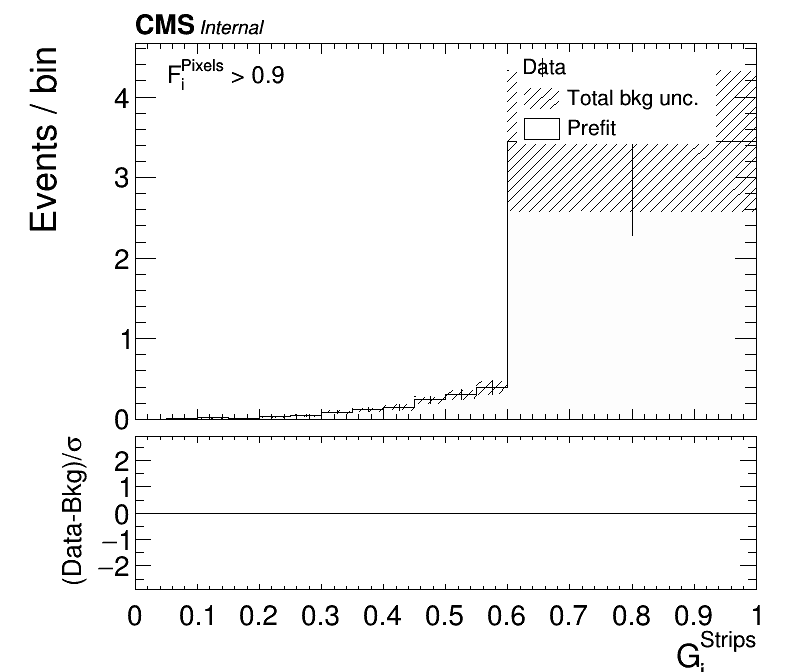 CMS Internal
F_i^Pixels > 0.9
Data
Total bkg unc.
Prefit
Events / bin
4
3
2
1
0
(Data-Bkg)/σ
2
1
0
−1
−2
0 0.1 0.2 0.3 0.4 0.5 0.6 0.7 0.8 0.9 1
G_i^Strips